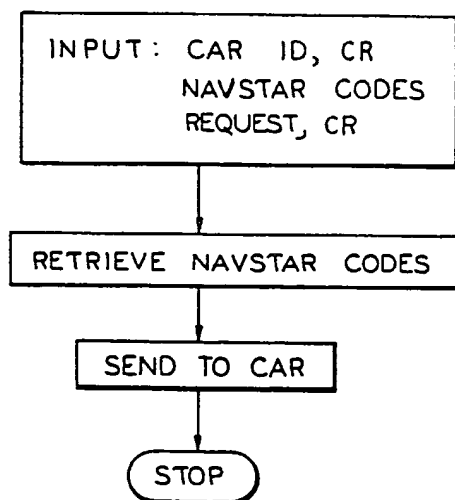 INPUT: CAR ID, CR
NAVSTAR CODES
REQUEST, CR
RETRIEVE NAVSTAR CODES
SEND TO CAR
STOP